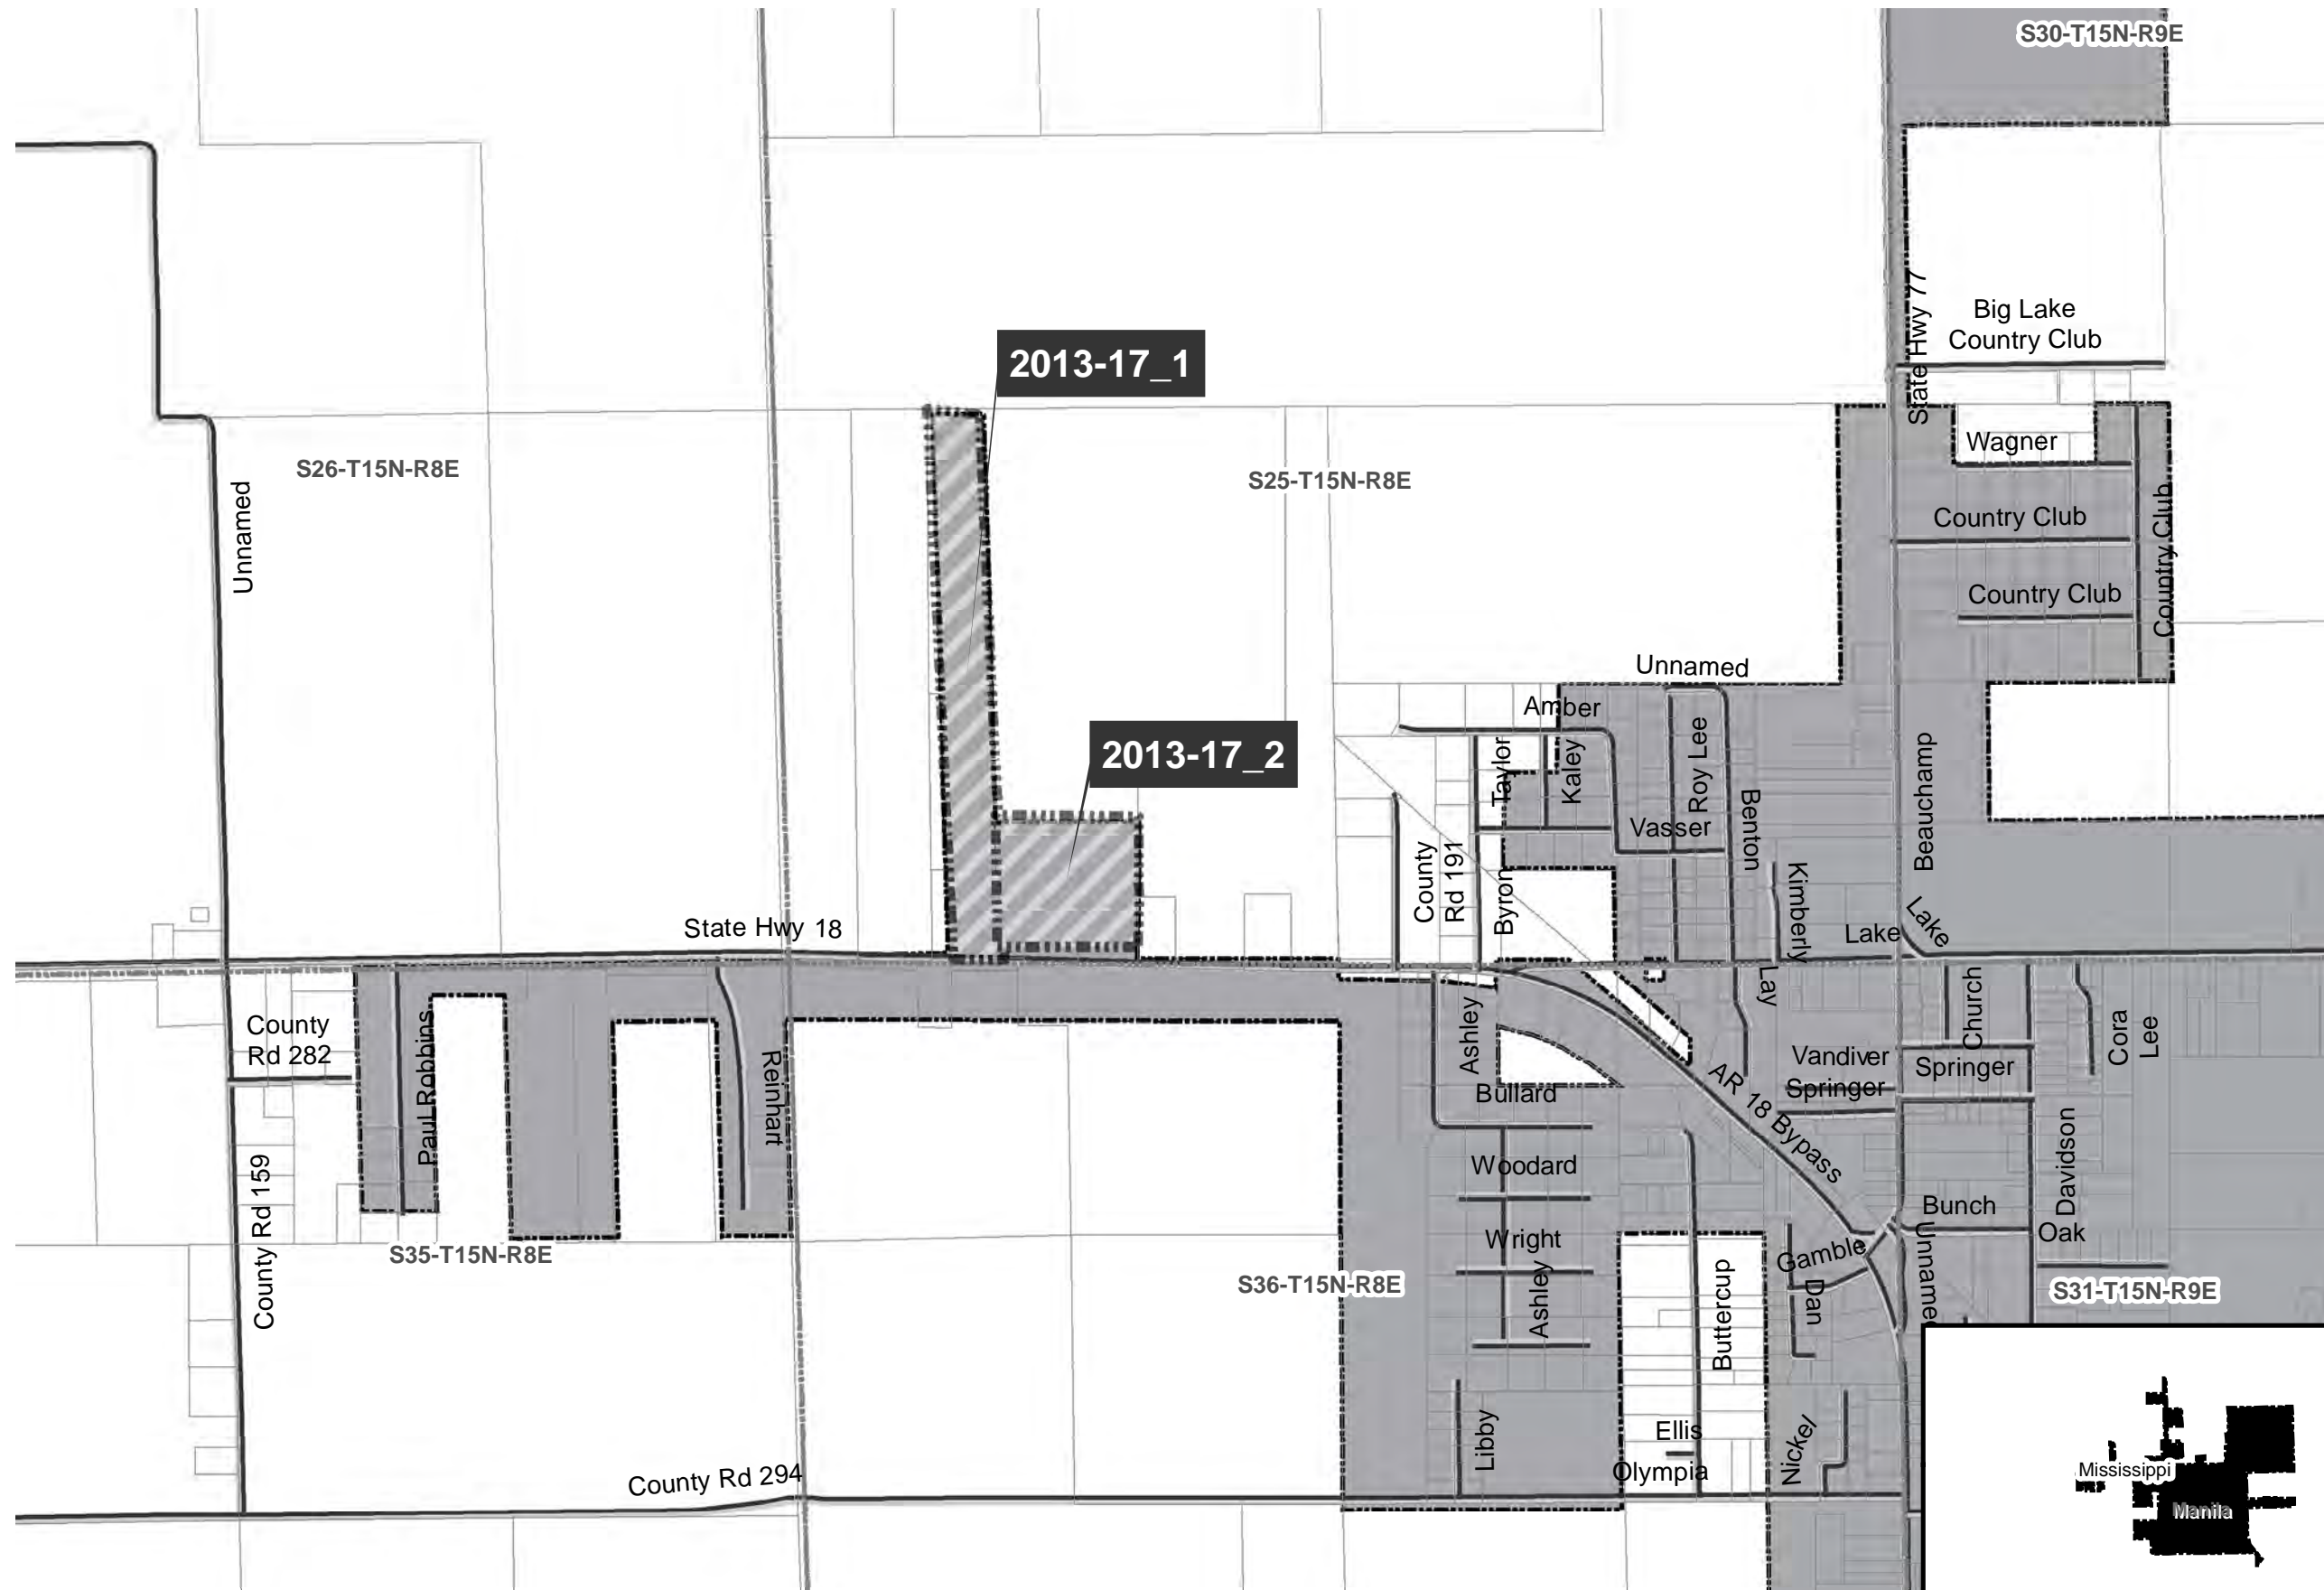 S30-T15N-R9E
Big Lake
Country Club
State Hwy 77
2013-17_1
Wagner
S26-T15N-R8E
S25-T15N-R8E
Unnamed
Country Club
Country Club
Country Club
Unnamed
Amber
2013-17_2
Taylor
Kaley
Roy Lee
Benton
Beauchamp
Vasser
County
Rd 191
Byron
Kimberly
State Hwy 18
Lake
Lake
Lay
Church
Cora
Lee
County
Rd 282
Paul Robbins
Reinhart
Ashley
Vandiver
Springer
Springer
AR 18 Bypass
Bullard
Woodard
Davidson
County Rd 159
Bunch
Oak
Wright
Gamble
Unname
S35-T15N-R8E
S36-T15N-R8E
S31-T15N-R9E
Ashley
Buttercup
Dan
Libby
Ellis
Olympia
Nickel
County Rd 294
Mississippi
Manila